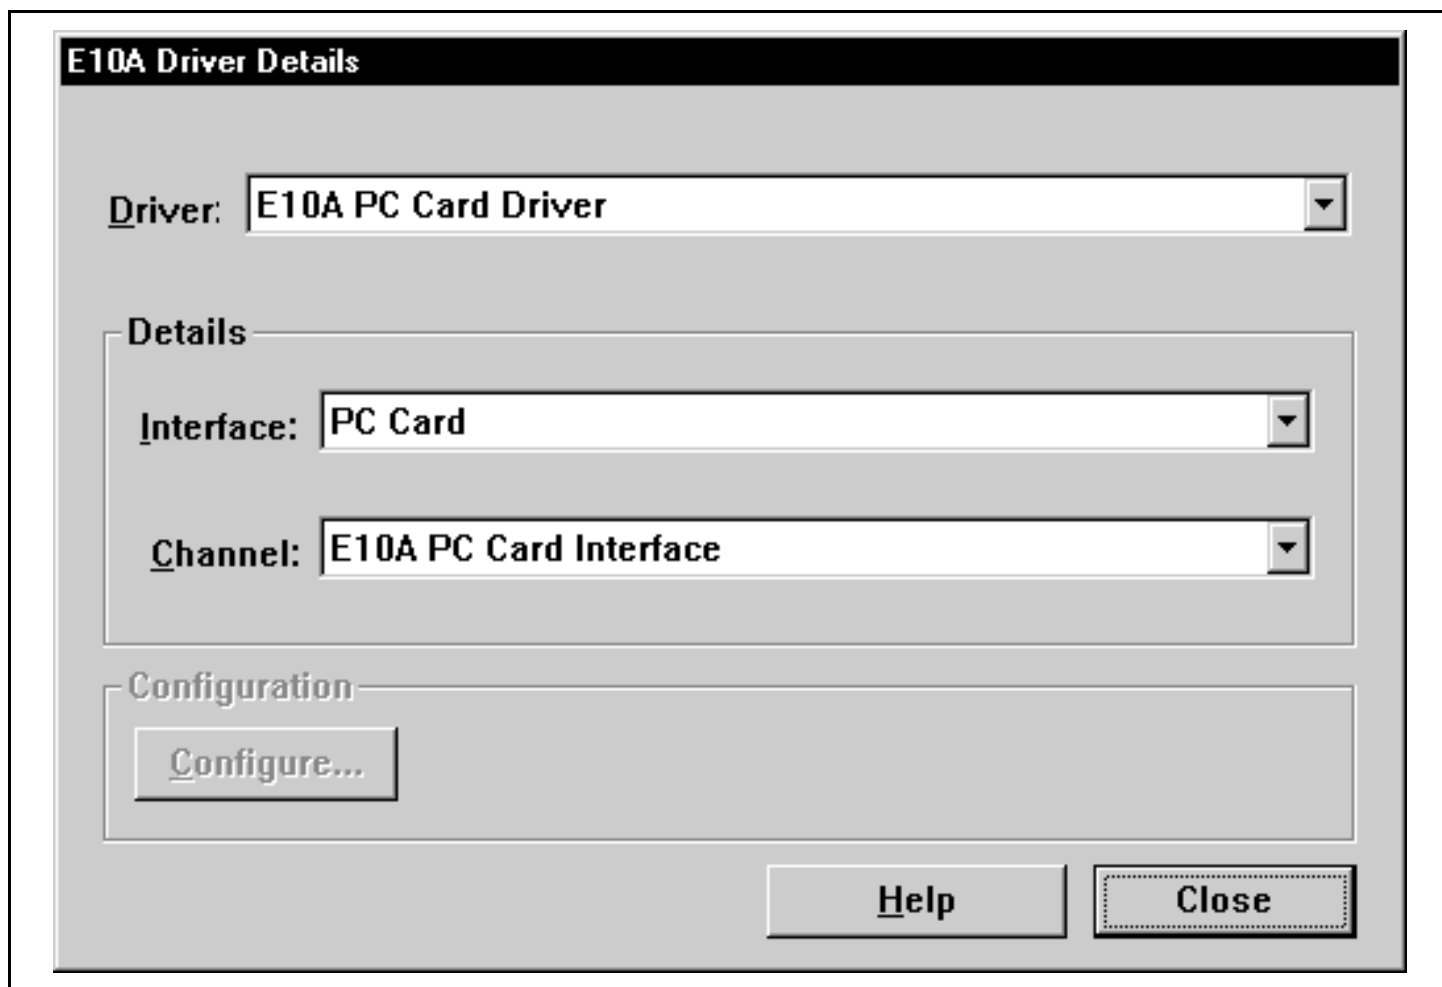 E10A Driver Details
Driver: E10A PC Card Driver
Details
Interface: PC Card
Channel: E10A PC Card Interface
Configuration
Configure...
Help Close